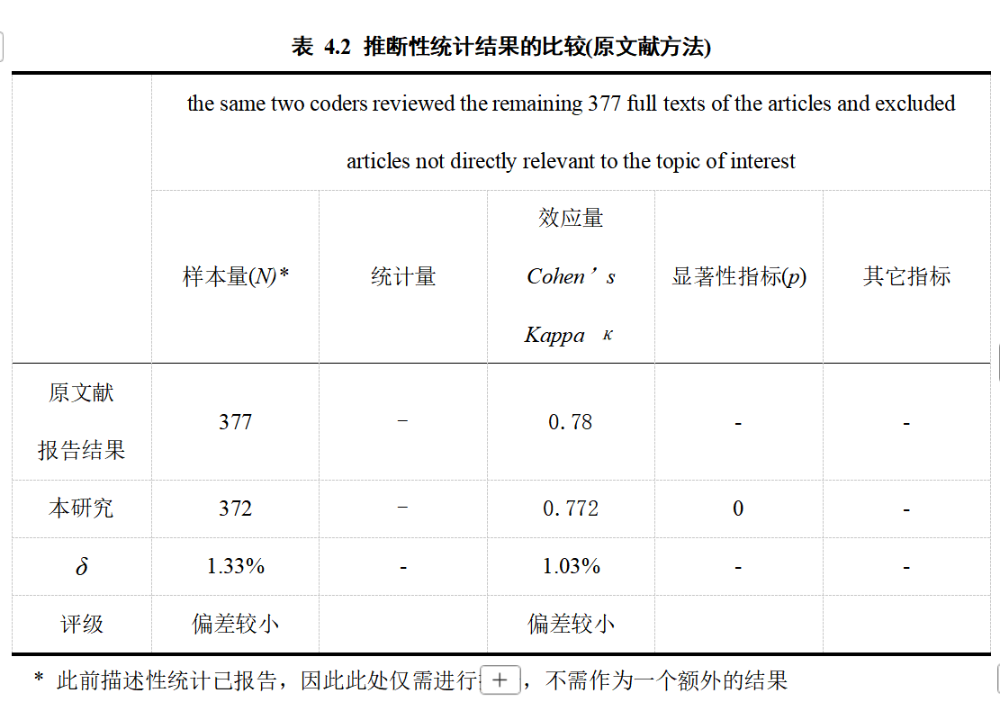 表 4.2 推断性统计结果的比较(原文献方法)
the same two coders reviewed the remaining 377 full texts of the articles and excluded
articles not directly relevant to the topic of interest
样本量(N)* 统计量 效应量 Cohen’s Kappa κ 显著性指标(p) 其它指标
原文献报告结果 377 - 0.78 - -
本研究 372 - 0.772 0 -
δ 1.33% - 1.03% - -
评级 偏差较小 偏差较小
* 此前描述性统计已报告，因此此处仅需进行 ，不需作为一个额外的结果